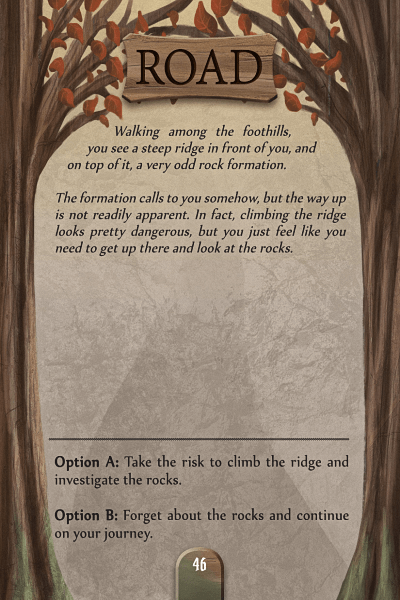 ROAD
Walking among the foothills,
you see a steep ridge in front of you, and
on top of it, a very odd rock formation.
The formation calls to you somehow, but the way up
is not readily apparent. In fact, climbing the ridge
looks pretty dangerous, but you just feel like you
need to get up there and look at the rocks.
Option A: Take the risk to climb the ridge and
investigate the rocks.
Option B: Forget about the rocks and continue
on your journey.
46